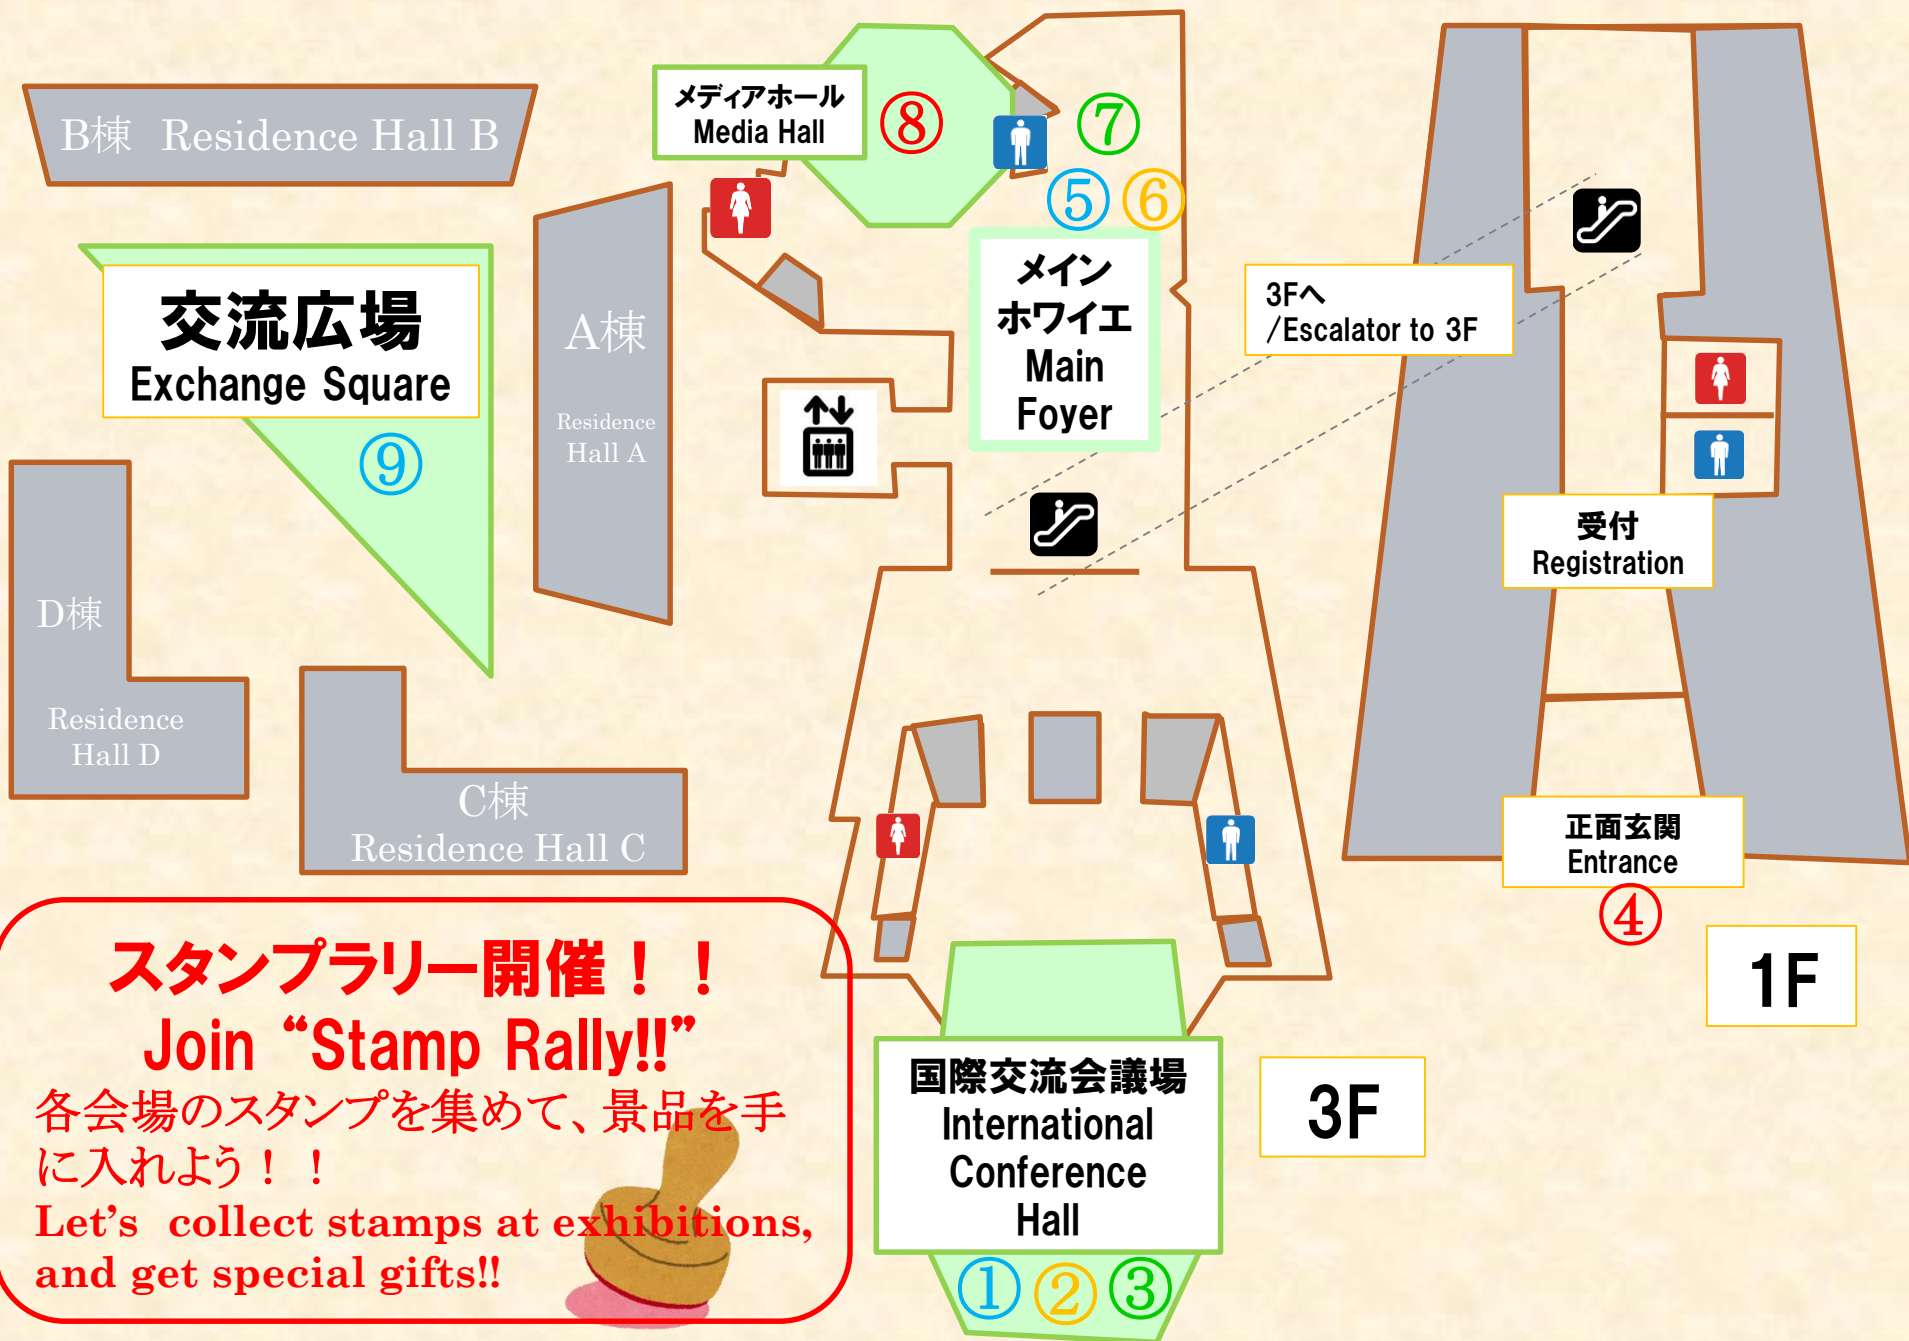 B棟 Residence Hall B
メディアホール
Media Hall
⑧
⑦
⑤ ⑥
交流広場
Exchange Square
⑨
A棟
Residence
Hall A
メイン
ホワイエ
Main
Foyer
3Fへ
/Escalator to 3F
受付
Registration
D棟
Residence
Hall D
C棟
Residence Hall C
正面玄関
Entrance
④
1F
スタンプラリー開催！！
Join “Stamp Rally!!”
各会場のスタンプを集めて、景品を手
に入れよう！！
Let’s collect stamps at exhibitions,
and get special gifts!!
国際交流会議場
International
Conference
Hall
① ② ③
3F